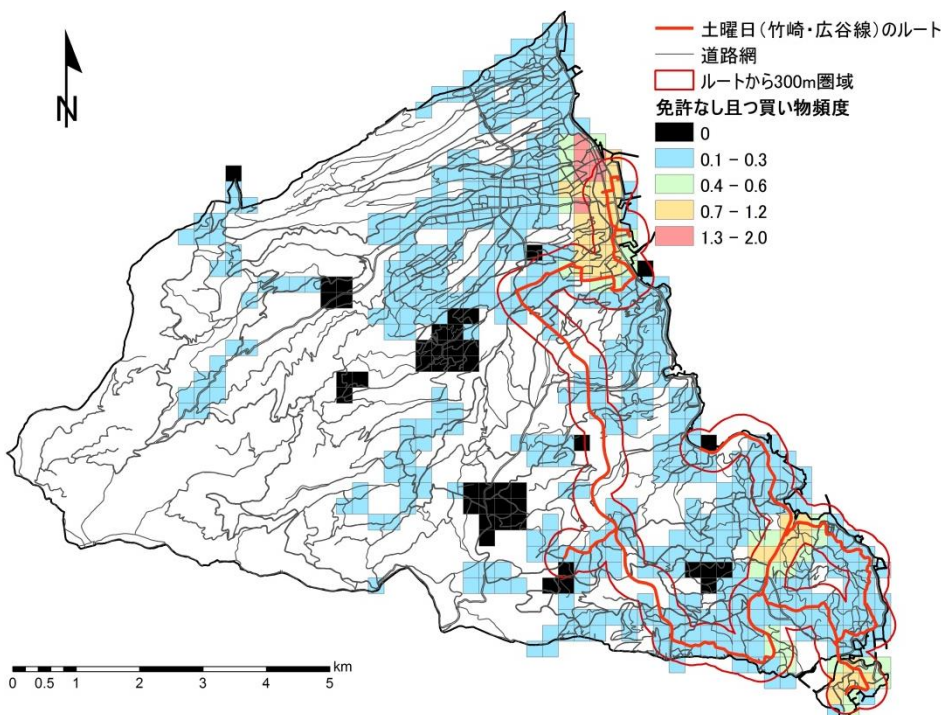 土曜日(竹崎・広谷線)のルート
道路網
ルートから300m圏域
免許なし且つ買い物頻度
0
0.1 - 0.3
0.4 - 0.6
0.7 - 1.2
1.3 - 2.0
N
km
0 0.5 1 2 3 4 5